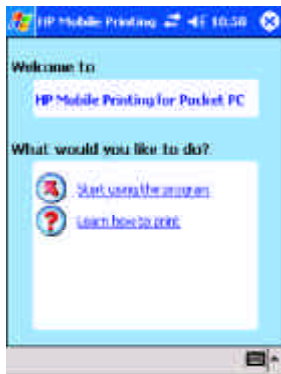 HP Mobile Printing 10:58
Welcome to
HP Mobile Printing for Pocket PC
What would you like to do?
Start using the program
Learn how to print